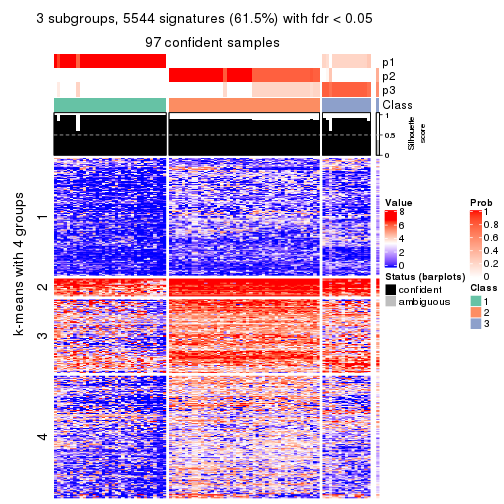 3 subgroups, 5544 signatures (61.5%) with fdr < 0.05
97 confident samples
p1
p2
p3
Class
1
0.5
0
Silhouette
score
k-means with 4 groups
1
2
3
4
Value
8
6
4
2
0
Status (barplots)
confident
ambiguous
Prob
1
0.8
0.6
0.4
0.2
0
Class
1
2
3